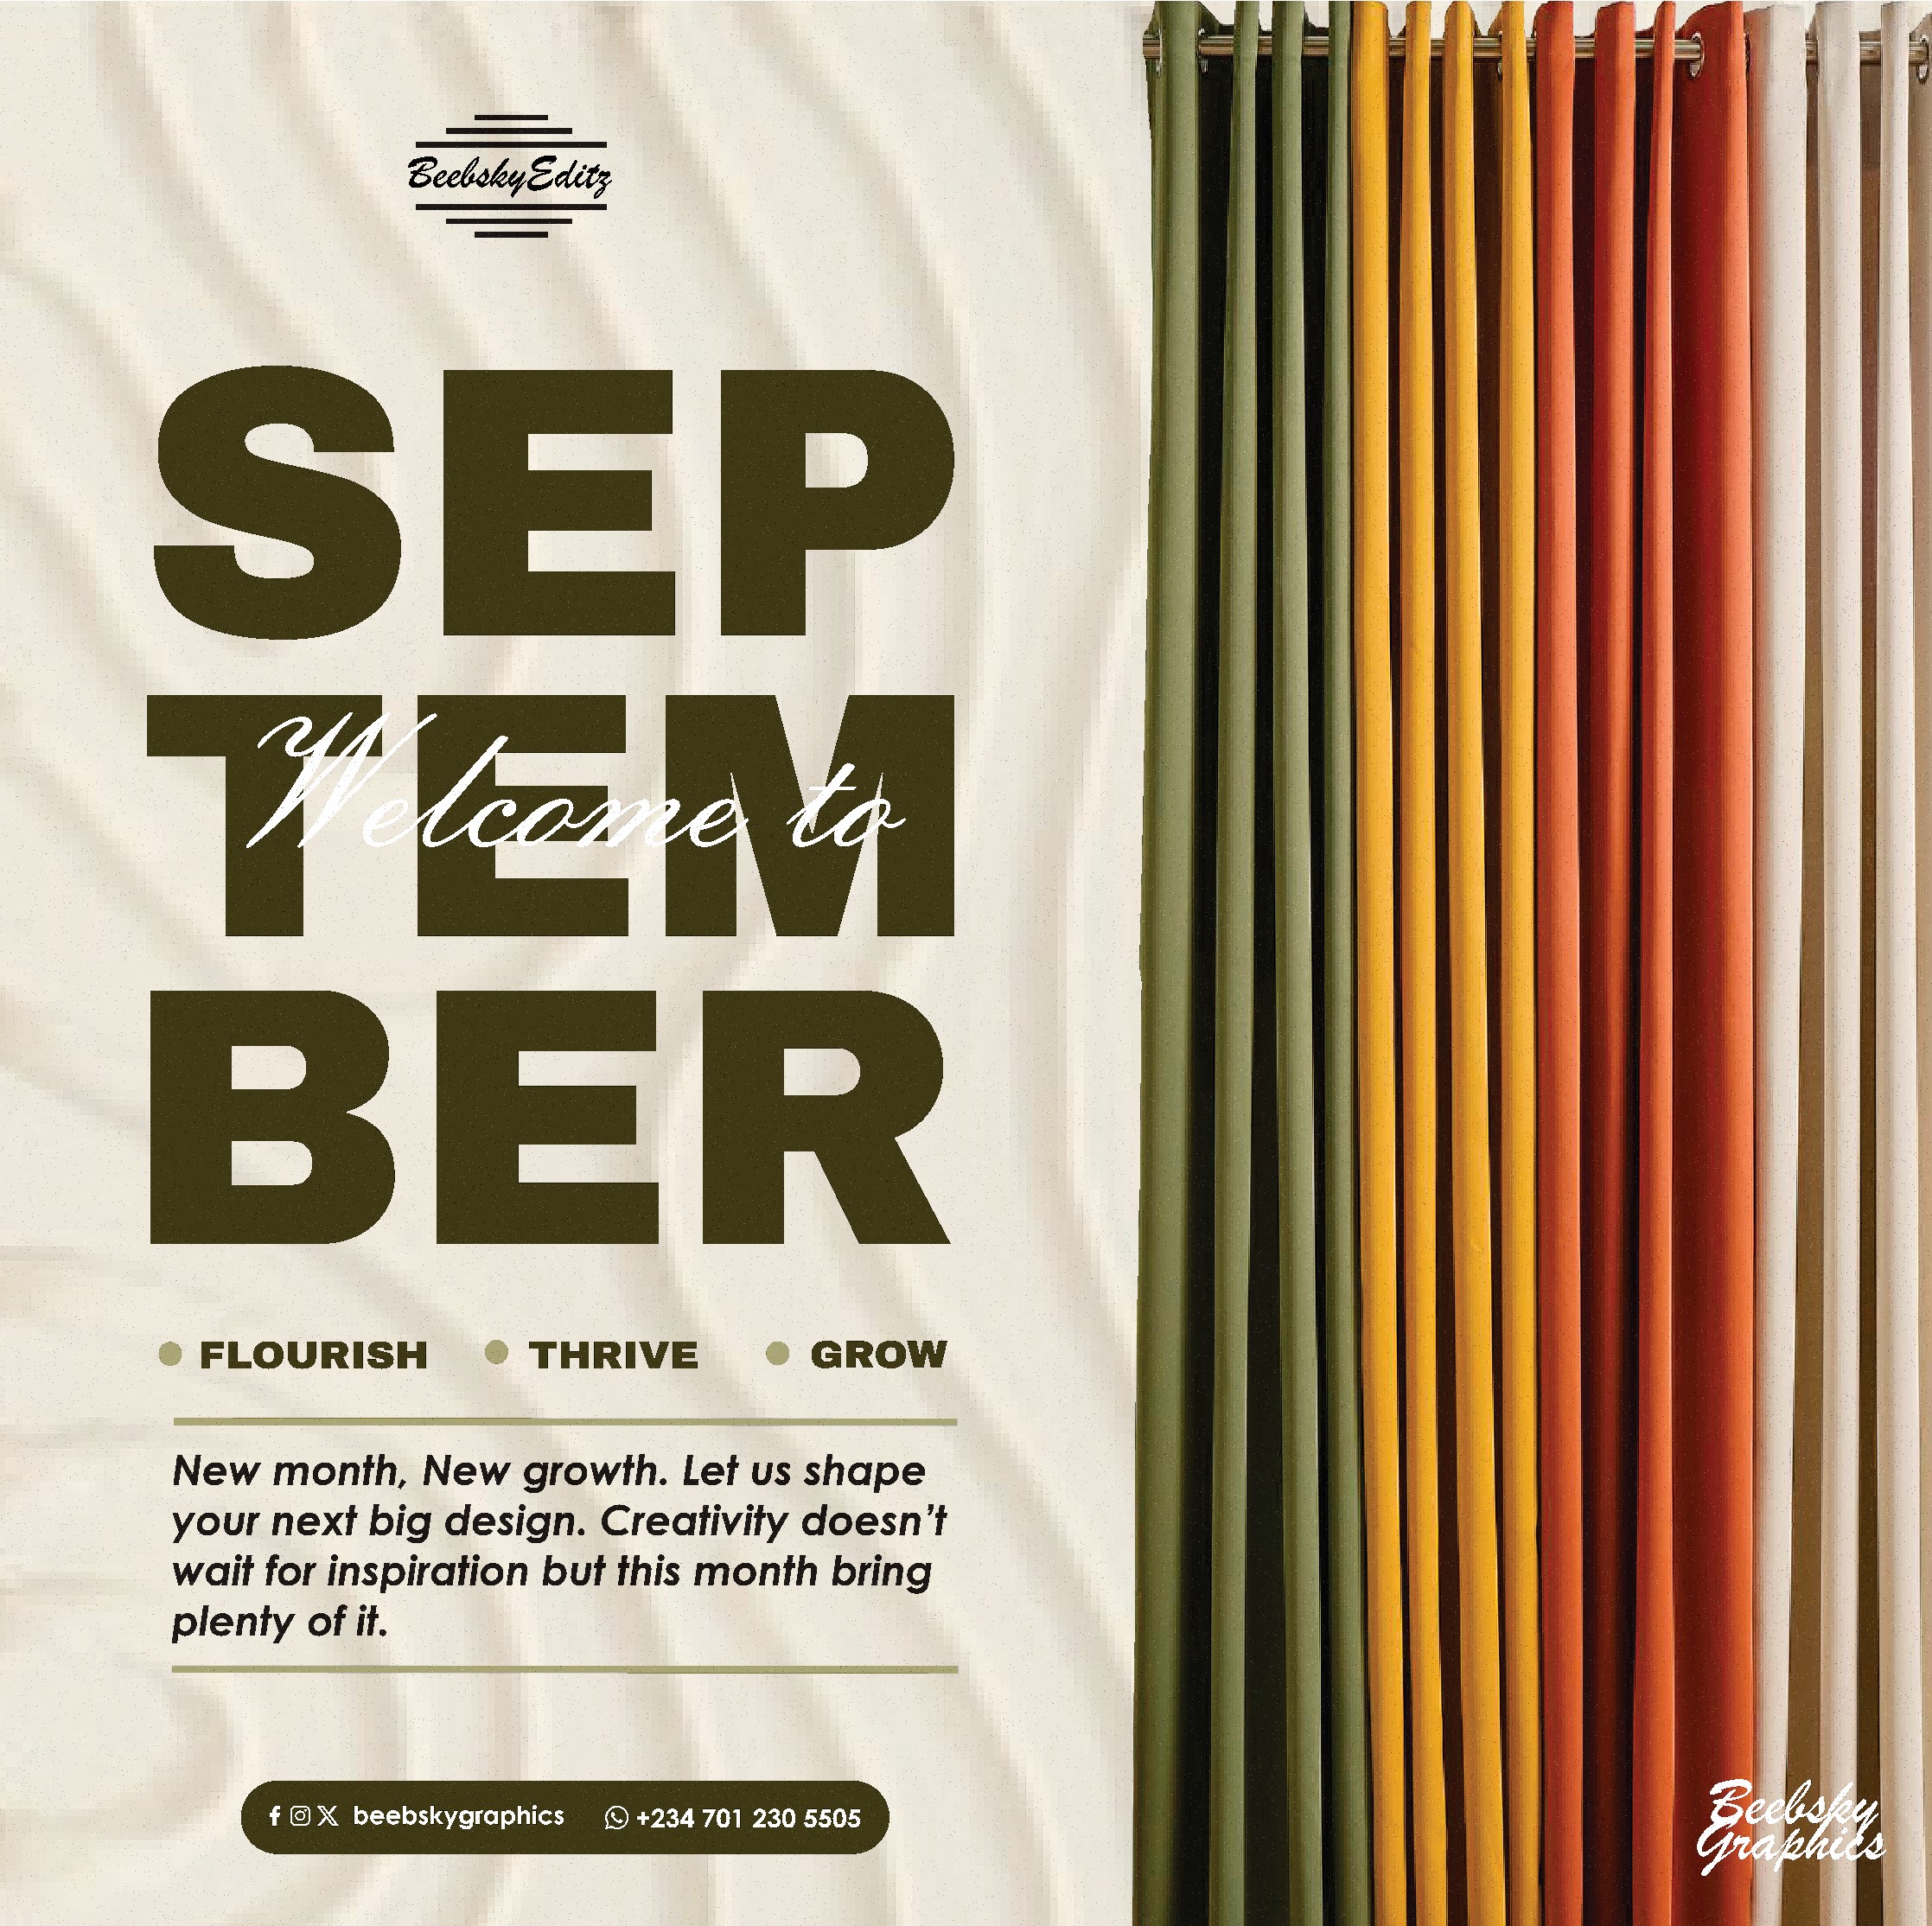 BeebskyEditz
SEP
TEM
Welcome to
BER
FLOURISH THRIVE GROW
New month, New growth. Let us shape
your next big design. Creativity doesn’t
wait for inspiration but this month bring
plenty of it.
beebskygraphics +234 701 230 5505
Beebsky
Graphics